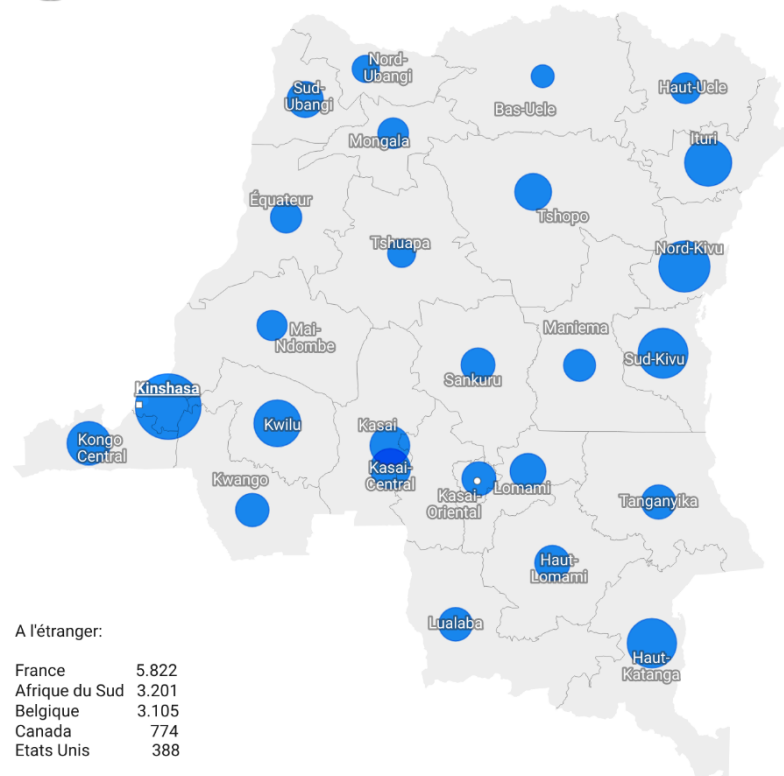 Nord-
Ubangi
Sud-
Ubangi
Bas-Uele
Haut-Uele
Mongala
Ituri
Équateur
Tshopo
Tshuapa
Nord-Kivu
Mai-
Ndombe
Maniema
Sud-Kivu
Sankuru
Kinshasa
Kwilu
Kasai
Kongo
Central
Kasai-
Central
Kwango
Kasai-
Oriental
Lomami
Tanganyika
Haut-
Lomami
Lualaba
Haut-
Katanga
A l'étranger:
France 5.822
Afrique du Sud 3.201
Belgique 3.105
Canada 774
Etats Unis 388